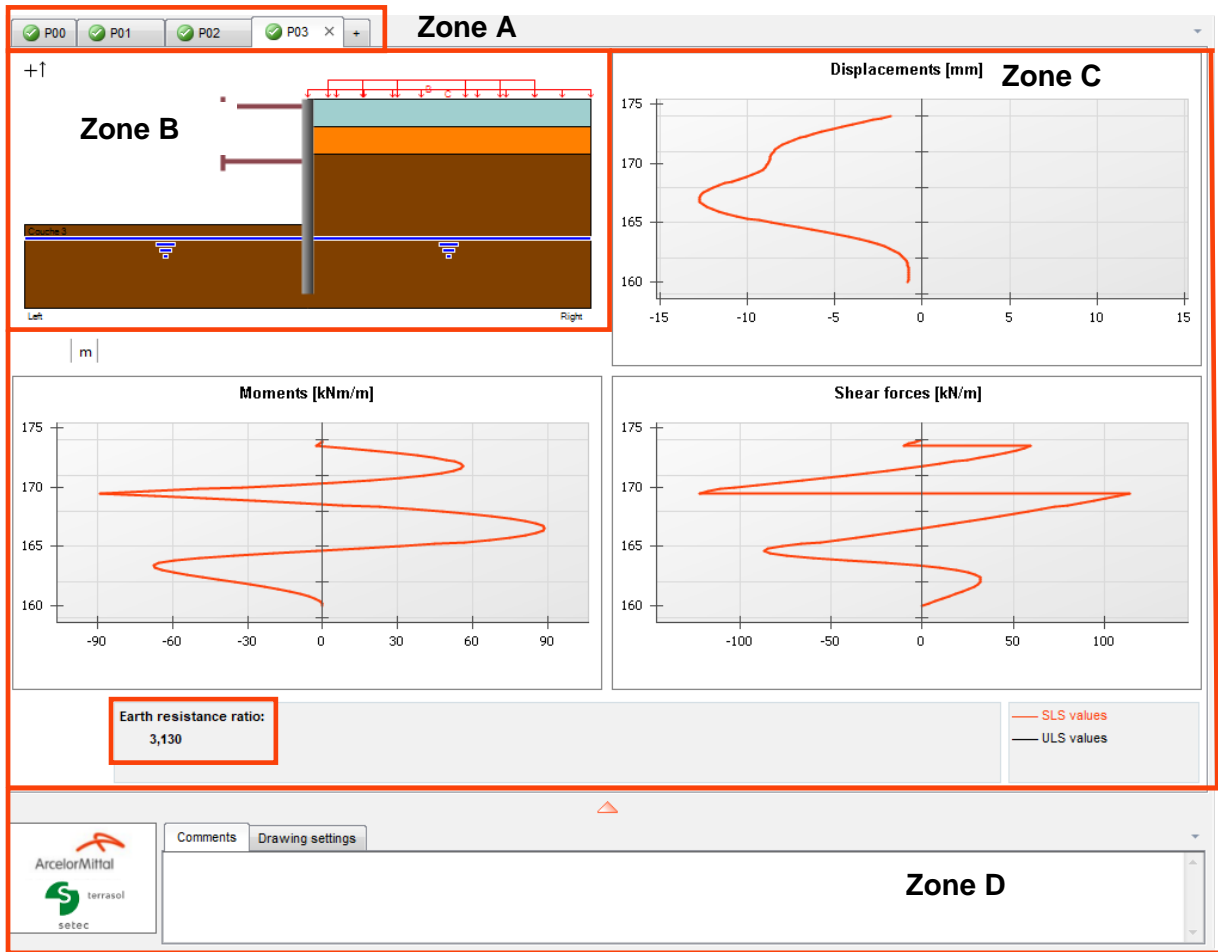 P00 P01 P02 P03 × +
Zone A
+↑
Zone B
Couche 3
B C
Left Right
Displacements [mm]
Zone C
175
170
165
160
-15 -10 -5 0 5 10 15
m
Moments [kNm/m]
175
170
165
160
-90 -60 -30 0 30 60 90
Shear forces [kN/m]
175
170
165
160
-100 -50 0 50 100
Earth resistance ratio:
3,130
SLS values
ULS values
ArcelorMittal
terrasol
setec
Comments Drawing settings
Zone D